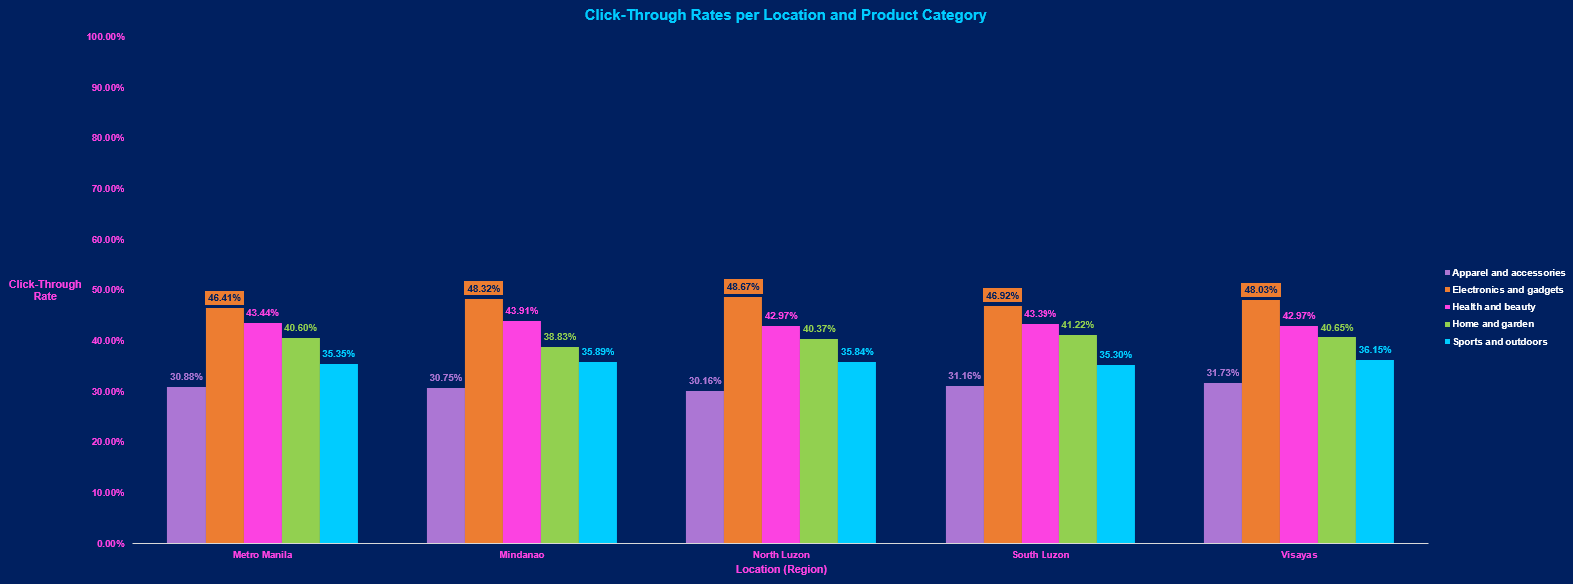 Click-Through Rates per Location and Product Category
100.00%
90.00%
80.00%
70.00%
60.00%
50.00%
40.00%
30.00%
20.00%
10.00%
0.00%
Click-Through
Rate
30.88%
46.41%
43.44%
40.60%
35.35%
30.75%
48.32%
43.91%
38.83%
35.89%
30.16%
48.67%
42.97%
40.37%
35.84%
31.16%
46.92%
43.39%
41.22%
35.30%
31.73%
48.03%
42.97%
40.65%
36.15%
Metro Manila
Mindanao
North Luzon
South Luzon
Visayas
Location (Region)
Apparel and accessories
Electronics and gadgets
Health and beauty
Home and garden
Sports and outdoors